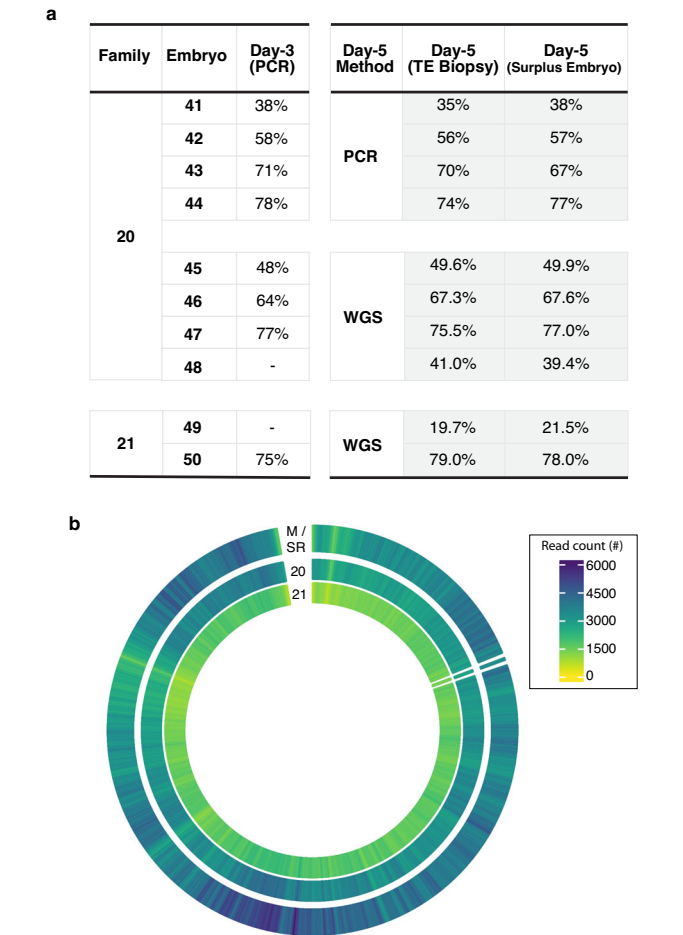 a
Family Embryo Day-3 (PCR) Day-5 Method Day-5 (TE Biopsy) Day-5 (Surplus Embryo)
20
41 38% PCR 35% 38%
42 58% 56% 57%
43 71% 70% 67%
44 78% 74% 77%
45 48% WGS 49.6% 49.9%
46 64% 67.3% 67.6%
47 77% 75.5% 77.0%
48 - 41.0% 39.4%
21 49 - WGS 19.7% 21.5%
50 75% 79.0% 78.0%
b
M /
SR
20
21
Read count (#)
6000
4500
3000
1500
0